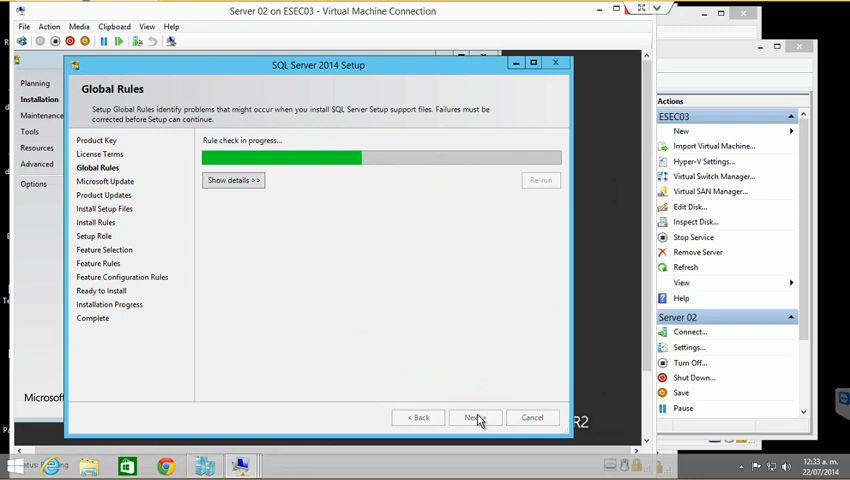 Server 02 on ESEC03 - Virtual Machine Connection
File Action Media Clipboard View Help
SQL Server 2014 Setup
Planning
Installation
Maintenance
Tools
Resources
Advanced
Options
Global Rules
Setup Global Rules identify problems that might occur when you install SQL Server Setup support files. Failures must be
corrected before Setup can continue.
Product Key
License Terms
Global Rules
Microsoft Update
Product Updates
Install Setup Files
Install Rules
Setup Role
Feature Selection
Feature Rules
Feature Configuration Rules
Ready to Install
Installation Progress
Complete
Rule check in progress...
Show details >>
Re-run
< Back
Cancel
Actions
ESEC03
New
Import Virtual Machine...
Hyper-V Settings...
Virtual Switch Manager...
Virtual SAN Manager...
Edit Disk...
Inspect Disk...
Stop Service
Remove Server
Refresh
View
Help
Server 02
Connect...
Settings...
Turn Off...
Shut Down...
Save
Pause
R2
12:33 a. m.
22/07/2014